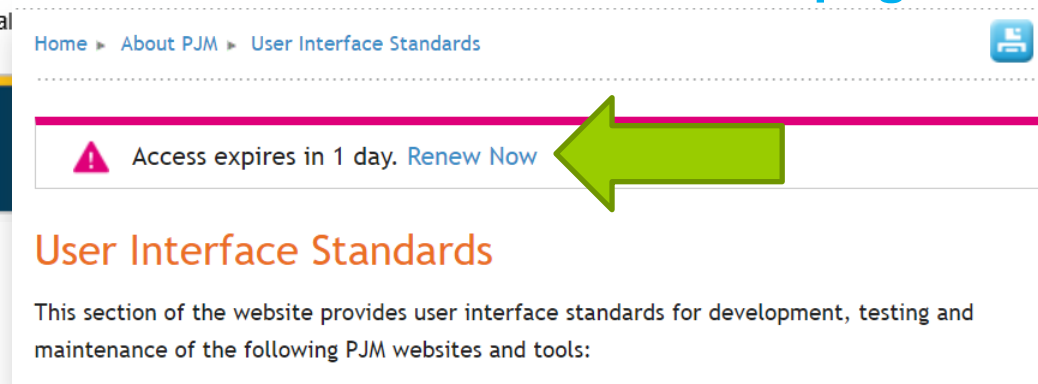 Home ▸ About PJM ▸ User Interface Standards
Access expires in 1 day. Renew Now
User Interface Standards
This section of the website provides user interface standards for development, testing and
maintenance of the following PJM websites and tools: